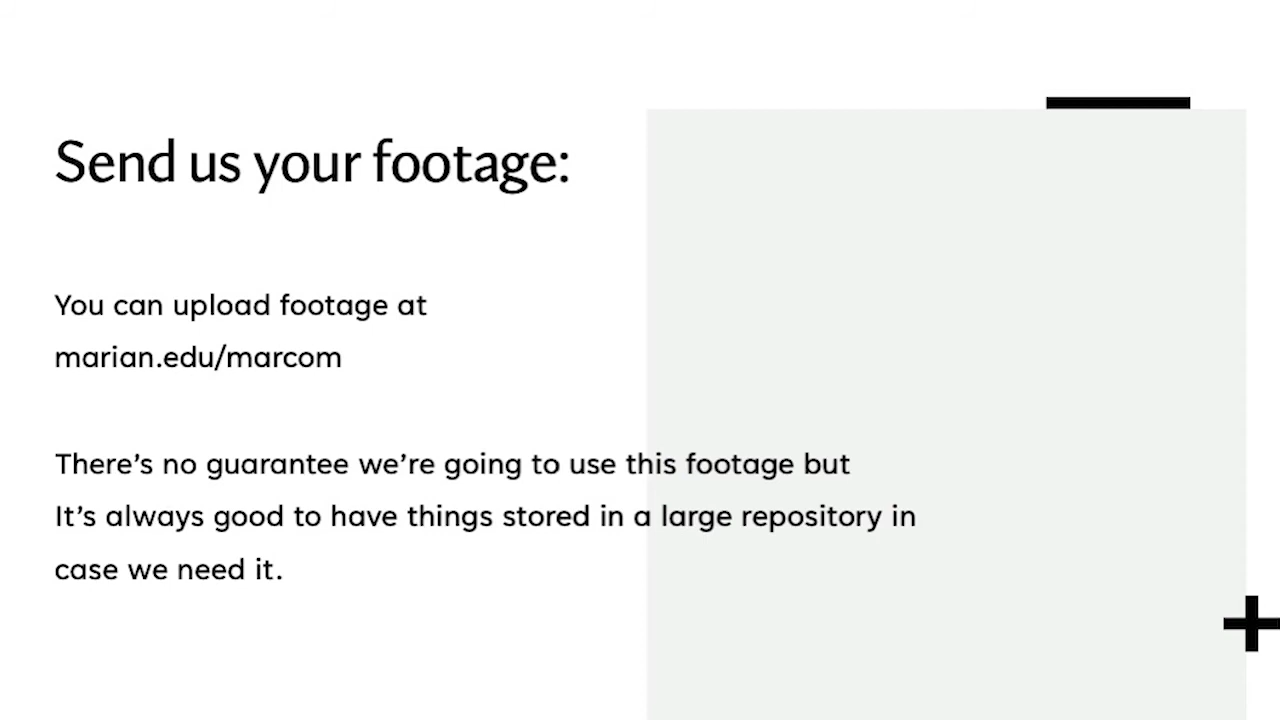 Send us your footage:
You can upload footage at
marian.edu/marcom
There’s no guarantee we’re going to use this footage but
It’s always good to have things stored in a large repository in
case we need it.